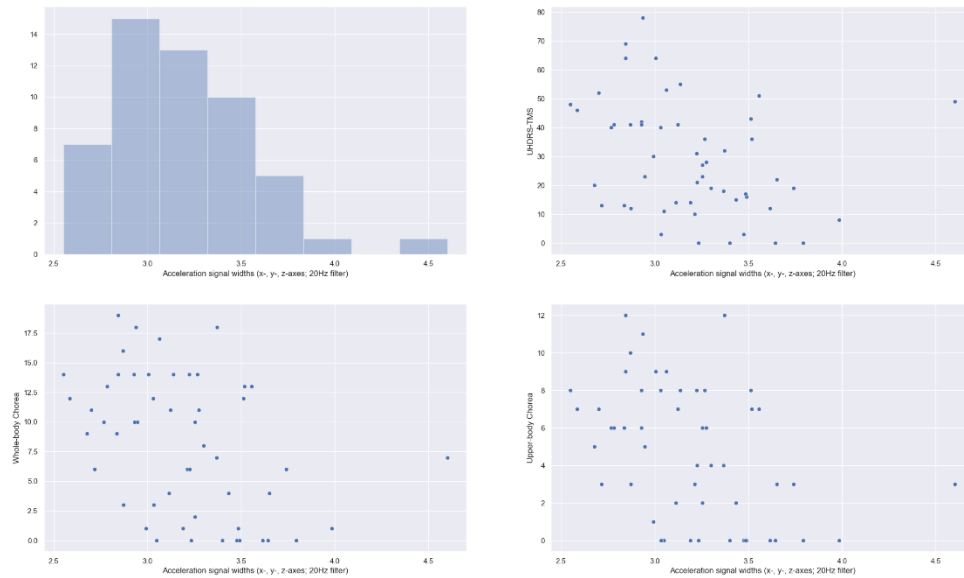 14
12
10
8
6
4
2
0
2.5 3.0 3.5 4.0 4.5
Acceleration signal widths (x-, y-, z-axes; 20Hz filter)
80
70
60
50
40
30
20
10
0
UHDRS-TMS
2.5 3.0 3.5 4.0 4.5
Acceleration signal widths (x-, y-, z-axes; 20Hz filter)
17.5
15.0
12.5
10.0
7.5
5.0
2.5
0.0
Whole-body Chorea
2.5 3.0 3.5 4.0 4.5
Acceleration signal widths (x-, y-, z-axes; 20Hz filter)
12
10
8
6
4
2
0
Upper-body Chorea
2.5 3.0 3.5 4.0 4.5
Acceleration signal widths (x-, y-, z-axes; 20Hz filter)